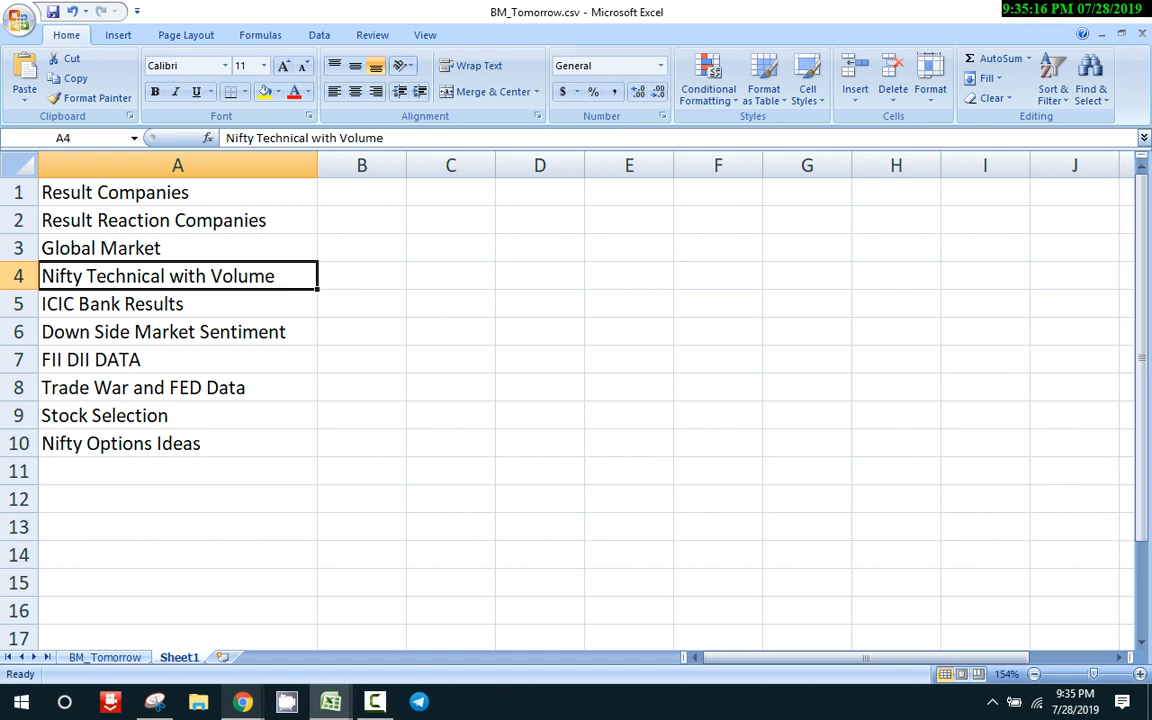 9:35:16 PM 07/28/2019
BM_Tomorrow.csv - Microsoft Excel
Home Insert Page Layout Formulas Data Review View
Paste
Cut
Copy
Format Painter
Clipboard
Calibri 11
B I U A
Font
Wrap Text
Merge & Center
Alignment
General
$ % ,
Number
Conditional Formatting
Format as Table
Cell Styles
Styles
Insert Delete Format
Cells
Σ AutoSum
Fill
Clear
Sort & Filter
Find & Select
Editing
A4 fx Nifty Technical with Volume
A B C D E F G H I J
1 Result Companies
2 Result Reaction Companies
3 Global Market
4 Nifty Technical with Volume
5 ICIC Bank Results
6 Down Side Market Sentiment
7 FII DII DATA
8 Trade War and FED Data
9 Stock Selection
10 Nifty Options Ideas
11
12
13
14
15
16
17
BM_Tomorrow Sheet1
Ready 154%
9:35 PM
7/28/2019